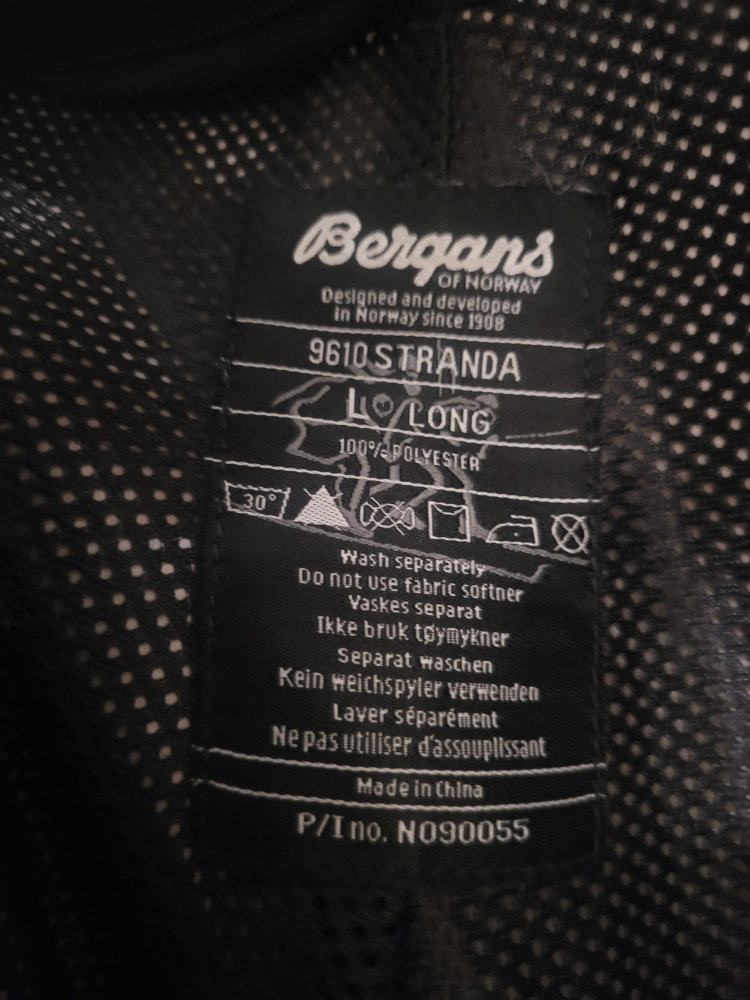 Bergans
OF NORWAY
Designed and developed
in Norway since 1908
9610 STRANDA
L LONG
100% POLYESTER
30°
Wash separately
Do not use fabric softner
Vaskes separat
Ikke bruk tøymykner
Separat waschen
Kein weichspyler verwenden
Laver séparément
Ne pas utiliser d'assouplissant
Made in China
P/I no. N090055